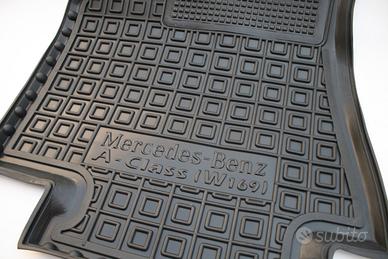 Mercedes-Benz
A-Class (W169)
subito